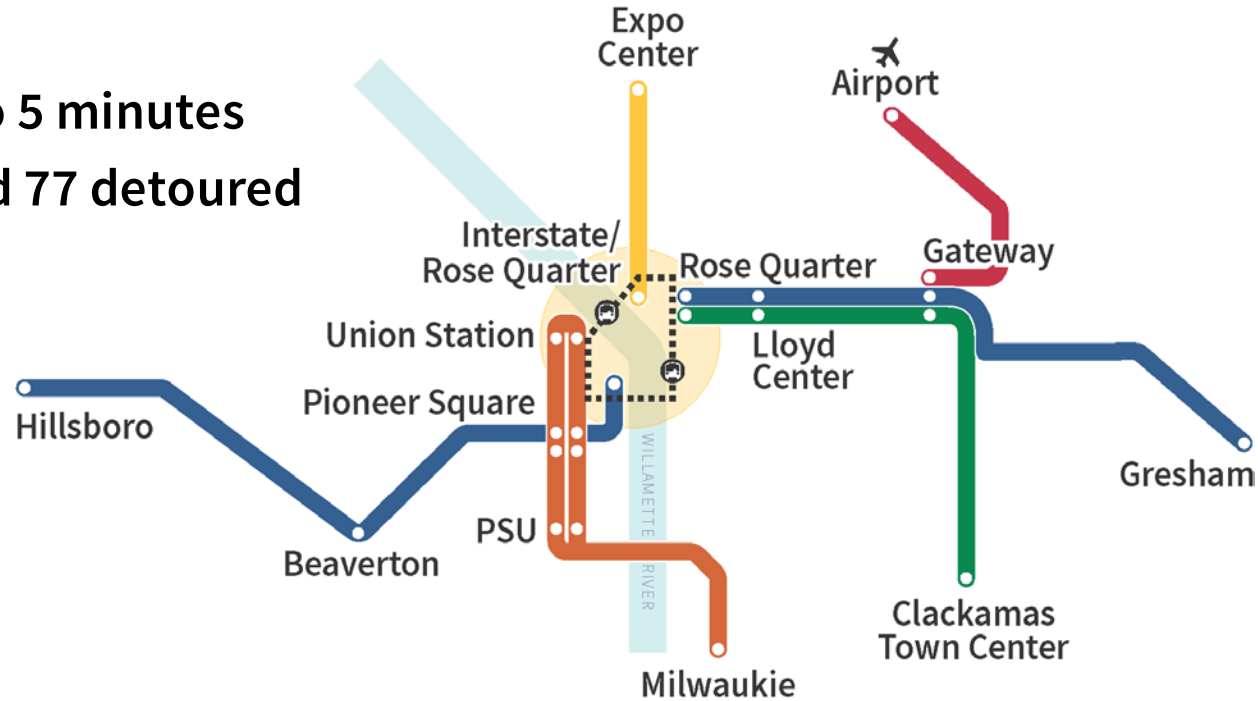 Expo
Center
Airport
5 minutes
77 detoured
Interstate/
Rose Quarter
Rose Quarter
Gateway
Union Station
Lloyd
Center
Pioneer Square
Hillsboro
WILLAMETTE RIVER
Gresham
PSU
Beaverton
Clackamas
Town Center
Milwaukie